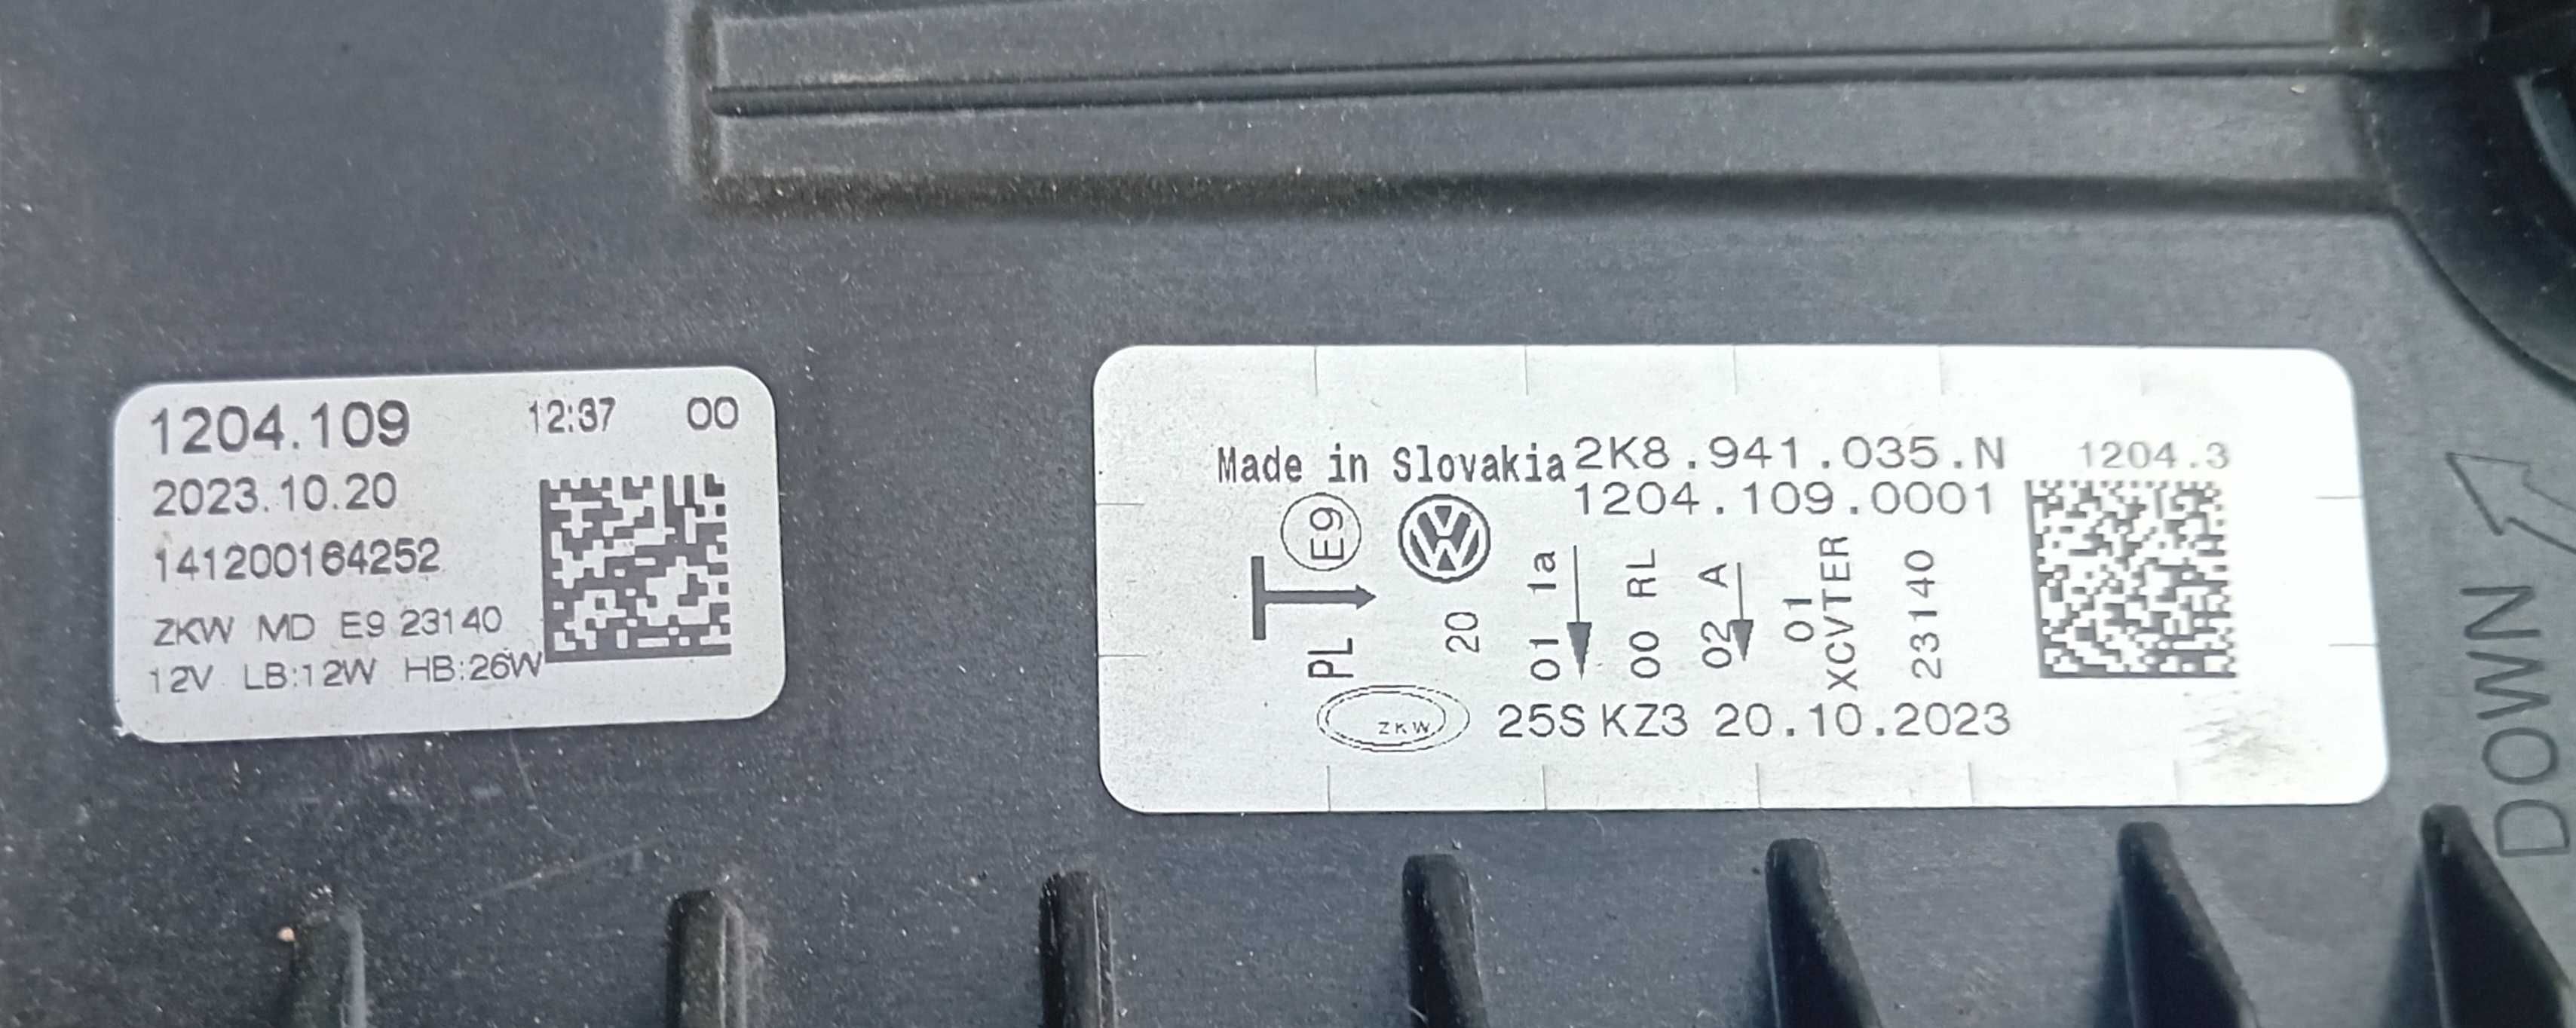 1204.109 12:37 00
2023.10.20
141200164252
ZKW MD E9 23140
12V LB:12W HB:26W
Made in Slovakia 2K8.941.035.N 1204.3
1204.109.0001
E9
PL
20
01 1a
00 RL
02 A
01
XCVTER
23140
ZKW 25S KZ3 20.10.2023
DOWN